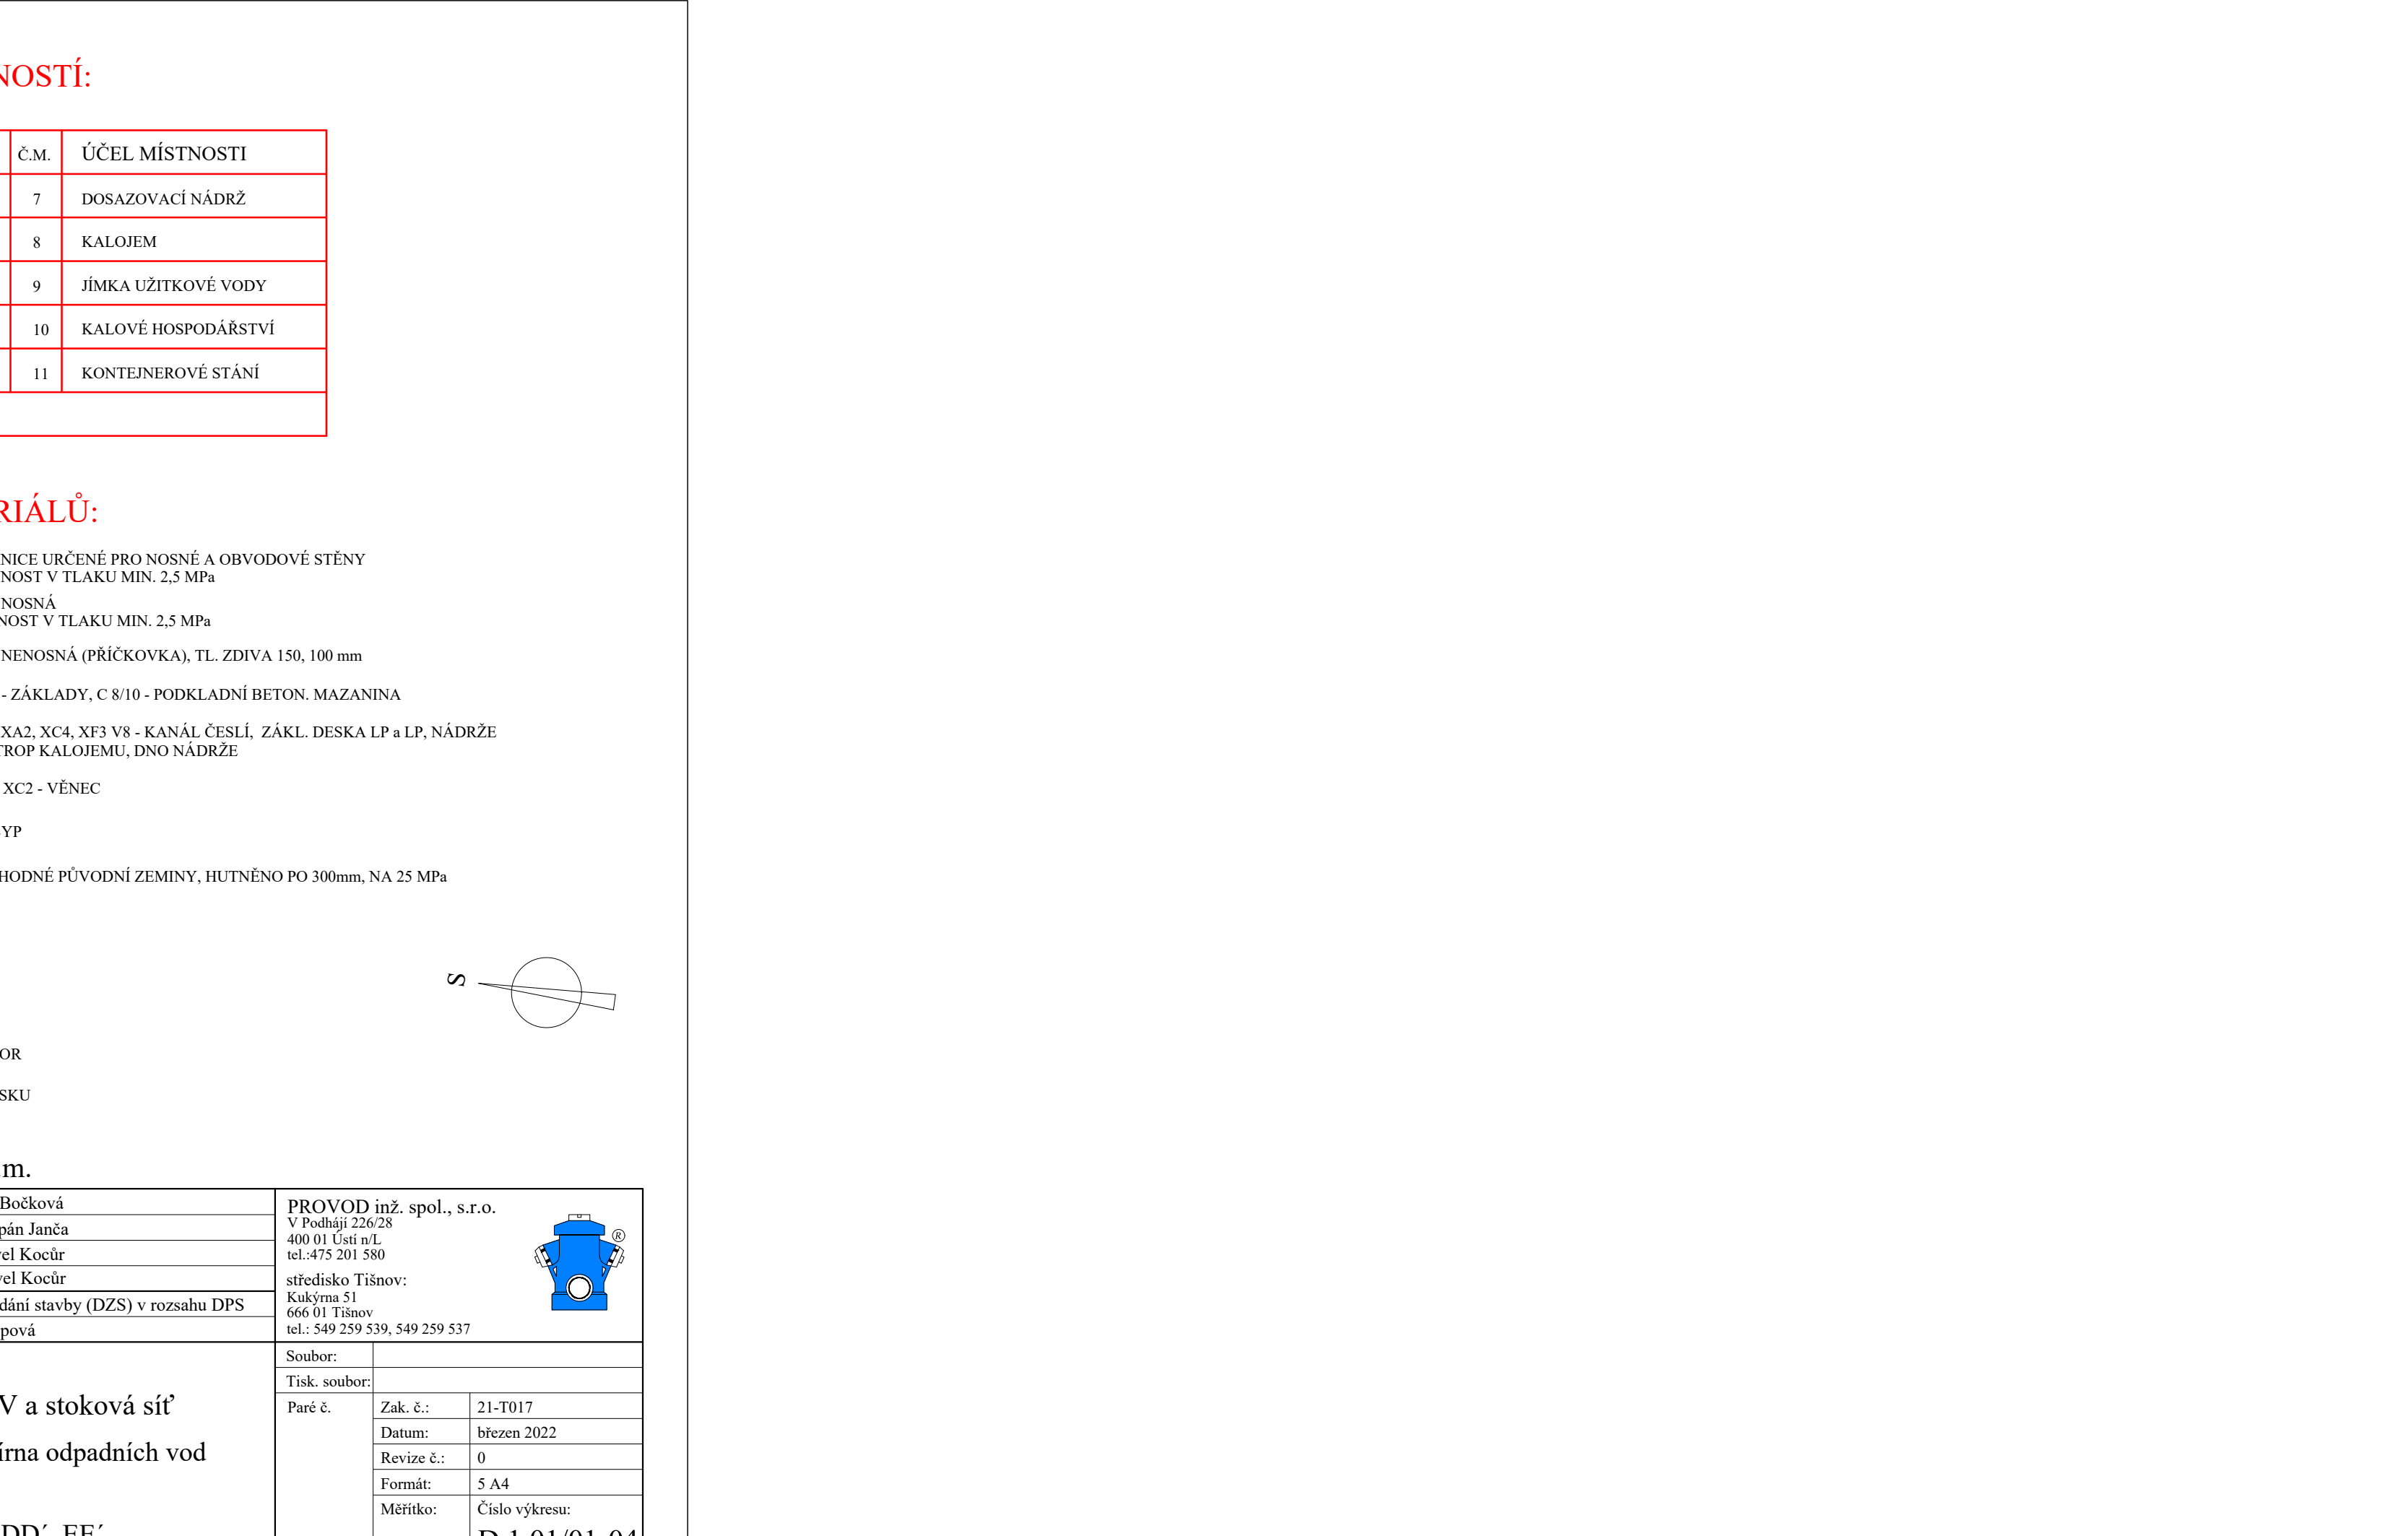 NOSTÍ:
Č.M. ÚČEL MÍSTNOSTI
7 DOSAZOVACÍ NÁDRŽ
8 KALOJEM
9 JÍMKA UŽITKOVÉ VODY
10 KALOVÉ HOSPODÁŘSTVÍ
11 KONTEJNEROVÉ STÁNÍ
RIÁLŮ:
NICE URČENÉ PRO NOSNÉ A OBVODOVÉ STĚNY
NOST V TLAKU MIN. 2,5 MPa
NOSNÁ
NOST V TLAKU MIN. 2,5 MPa
NENOSNÁ (PŘÍČKOVKA), TL. ZDIVA 150, 100 mm
- ZÁKLADY, C 8/10 - PODKLADNÍ BETON. MAZANINA
XA2, XC4, XF3 V8 - KANÁL ČESLÍ, ZÁKL. DESKA LP a LP, NÁDRŽE
TROP KALOJEMU, DNO NÁDRŽE
XC2 - VĚNEC
YP
HODNÉ PŮVODNÍ ZEMINY, HUTNĚNO PO 300mm, NA 25 MPa
S
OR
SKU
m.
Bočková
pán Janča
vel Kocůr
vel Kocůr
dání stavby (DZS) v rozsahu DPS
pová
PROVOD inž. spol., s.r.o.
V Podhájí 226/28
400 01 Ústí n/L
tel.:475 201 580
středisko Tišnov:
Kukýrna 51
666 01 Tišnov
tel.: 549 259 539, 549 259 537
®
Soubor:
Tisk. soubor:
Paré č.
Zak. č.: 21-T017
Datum: březen 2022
Revize č.: 0
Formát: 5 A4
Měřítko: Číslo výkresu:
D.1.01/01-04
V a stoková síť
írna odpadních vod
DD´, EE´